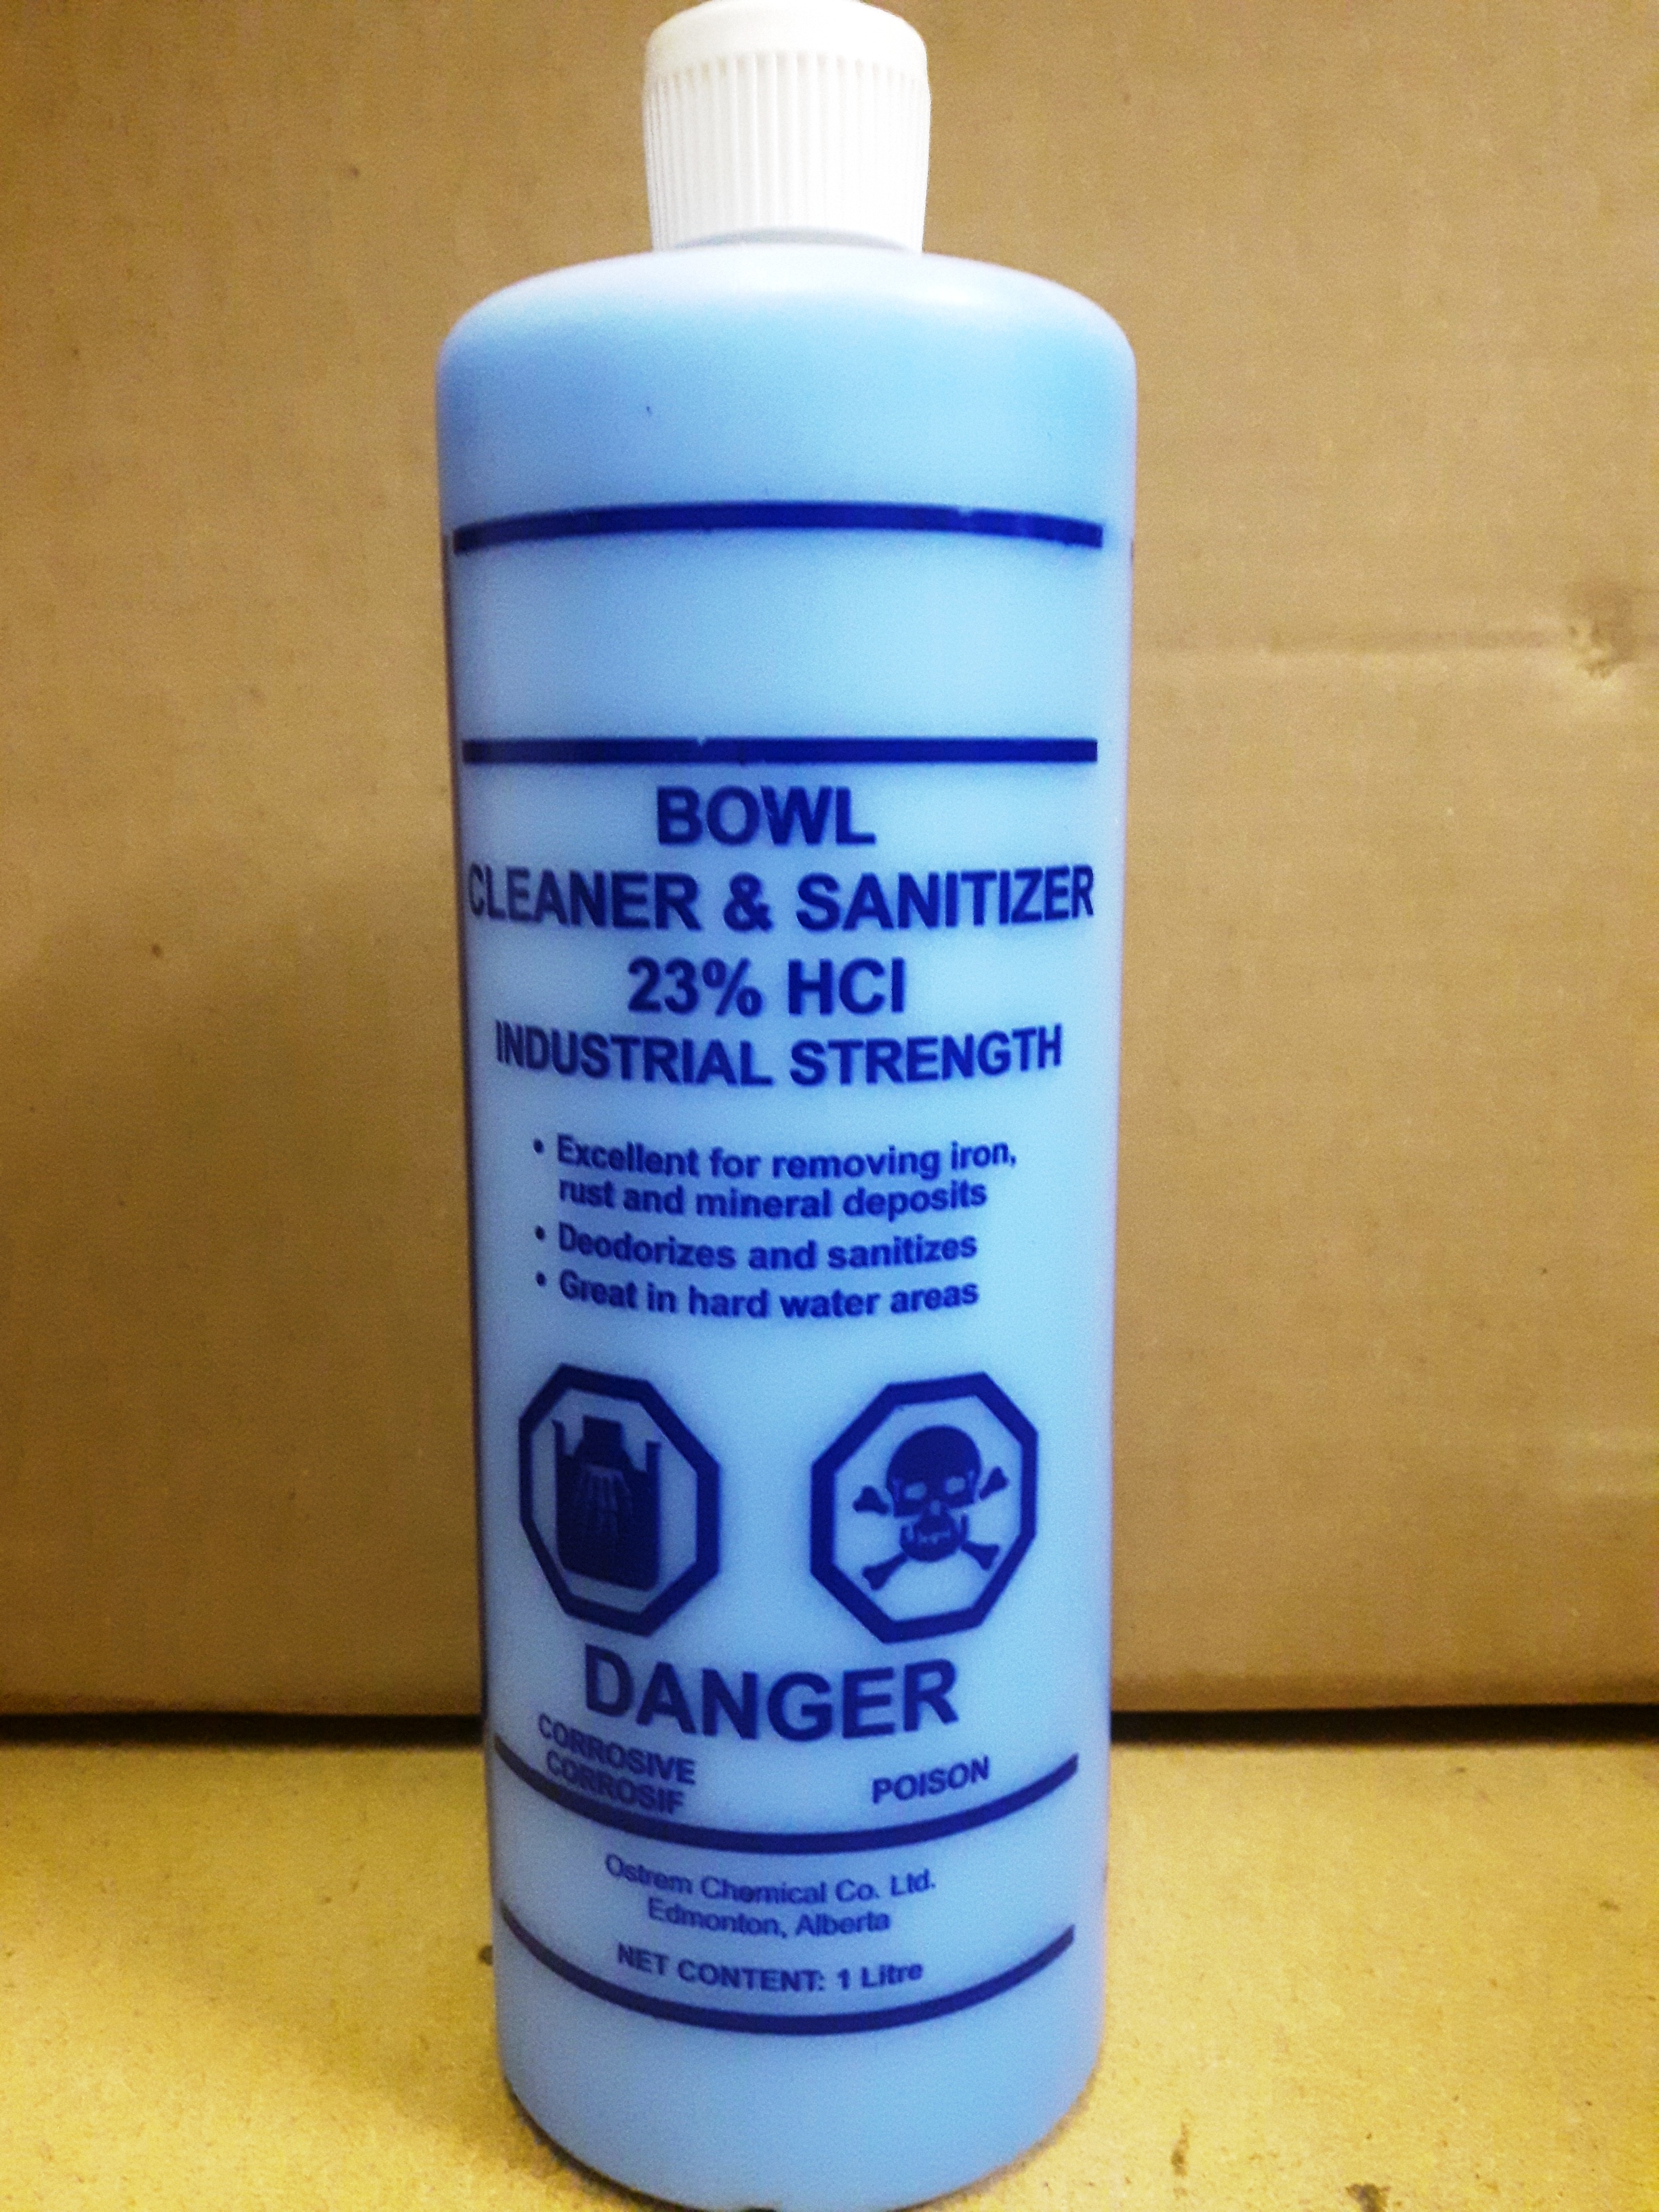 BOWL
CLEANER & SANITIZER
23% HCl
INDUSTRIAL STRENGTH
• Excellent for removing iron,
rust and mineral deposits
• Deodorizes and sanitizes
• Great in hard water areas
DANGER
CORROSIVE
CORROSIF
POISON
Ostrem Chemical Co. Ltd.
Edmonton, Alberta
NET CONTENT: 1 Litre